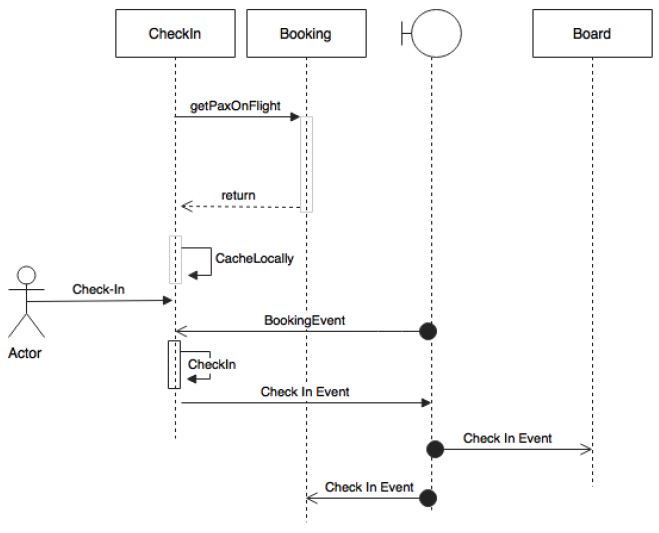 CheckIn
Booking
Board
getPaxOnFlight
return
CacheLocally
Check-In
BookingEvent
Actor
CheckIn
Check In Event
Check In Event
Check In Event